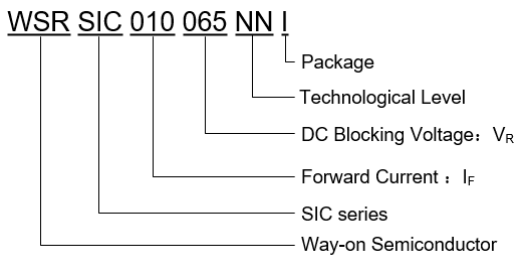 WSR SIC 010 065 NN I
Package
Technological Level
DC Blocking Voltage：VR
Forward Current：IF
SIC series
Way-on Semiconductor